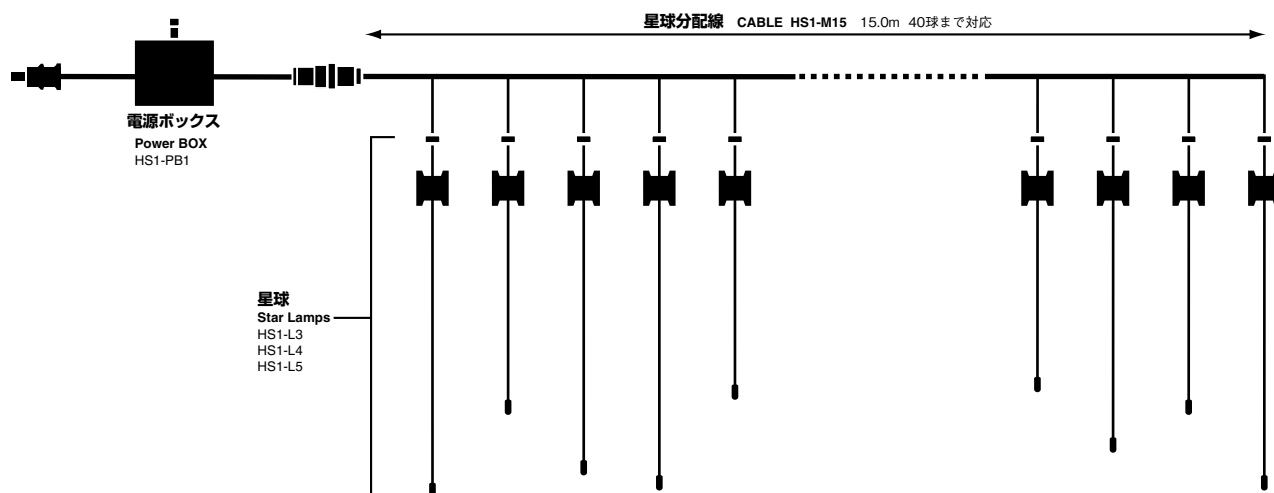 星球分配線 CABLE HS1-M15 15.0m 40球まで対応
電源ボックス
Power BOX
HS1-PB1
星球
Star Lamps
HS1-L3
HS1-L4
HS1-L5